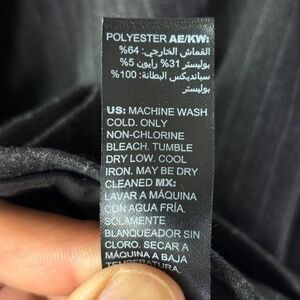 POLYESTER AE/KW:
القماش الخارجي: 64%
بوليستر 31% رايون 5%
سبانديكس البطانة: 100%
بوليستر
US: MACHINE WASH
COLD. ONLY
NON-CHLORINE
BLEACH. TUMBLE
DRY LOW. COOL
IRON. MAY BE DRY
CLEANED MX:
LAVAR A MÁQUINA
CON AGUA FRÍA.
SOLAMENTE
BLANQUEADOR SIN
CLORO. SECAR A
MÁQUINA A BAJA
TEMPERATURA.